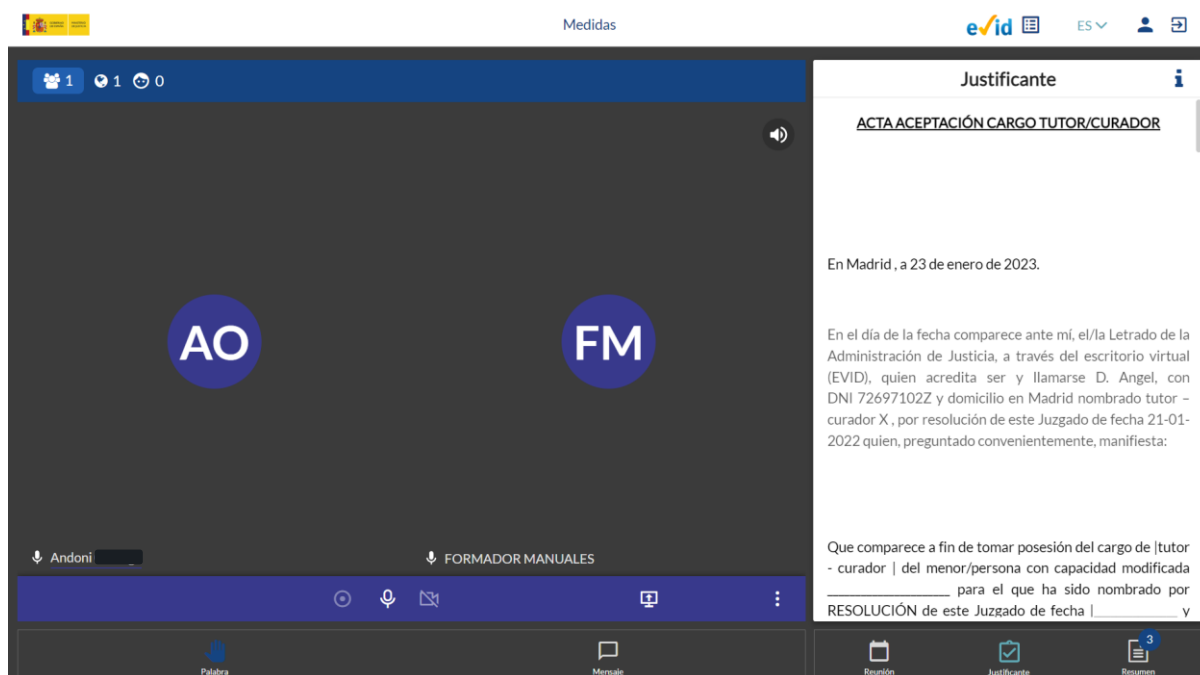 Medidas
evid
ES
1 1 0
Justificante
ACTA ACEPTACIÓN CARGO TUTOR/CURADOR
En Madrid , a 23 de enero de 2023.
En el día de la fecha comparece ante mí, el/la Letrado de la
Administración de Justicia, a través del escritorio virtual
(EVID), quien acredita ser y llamarse D. Angel, con
DNI 72697102Z y domicilio en Madrid nombrado tutor –
curador X , por resolución de este Juzgado de fecha 21-01-
2022 quien, preguntado convenientemente, manifiesta:
AO
FM
Andoni
FORMADOR MANUALES
Que comparece a fin de tomar posesión del cargo de |tutor
- curador | del menor/persona con capacidad modificada
___________________ para el que ha sido nombrado por
RESOLUCIÓN de este Juzgado de fecha |_____________ y
Palabra
Mensaje
Reunión
Justificante
3
Resumen